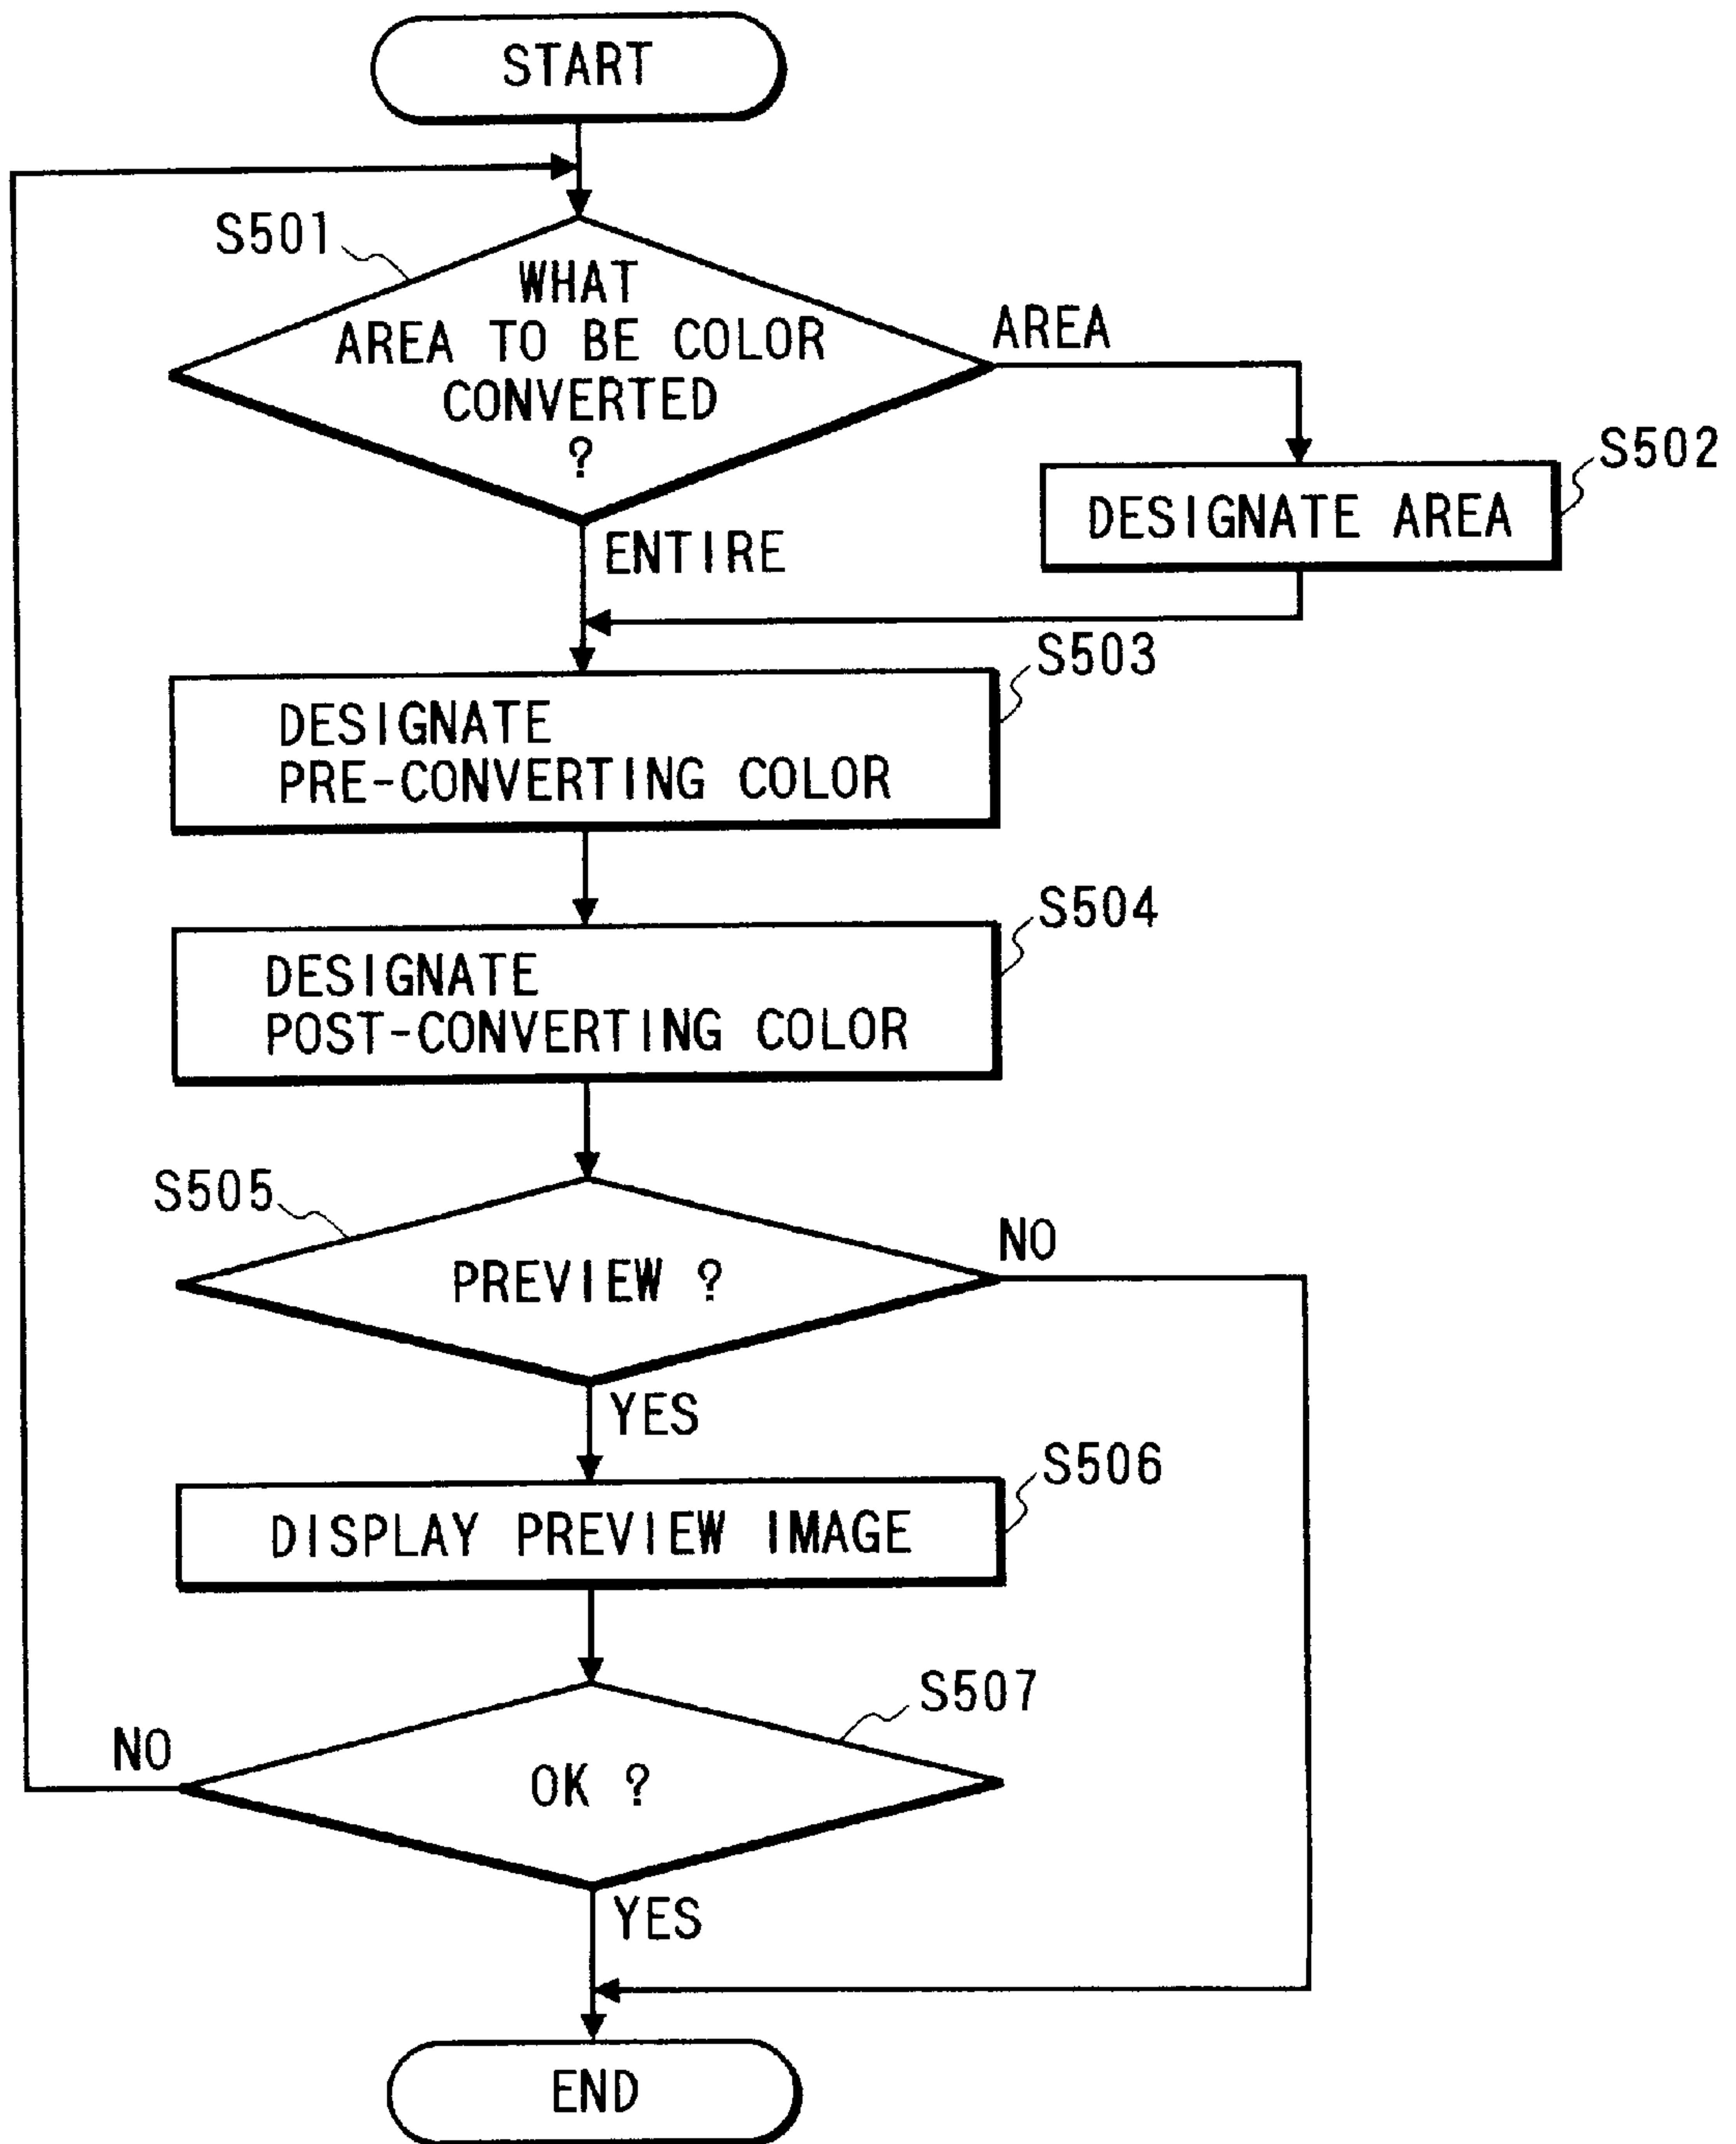 START
S501
WHAT
AREA TO BE COLOR
CONVERTED
?
AREA
S502
DESIGNATE AREA
ENTIRE
S503
DESIGNATE
PRE-CONVERTING COLOR
S504
DESIGNATE
POST-CONVERTING COLOR
S505
PREVIEW ?
NO
YES
S506
DISPLAY PREVIEW IMAGE
S507
NO
OK ?
YES
END